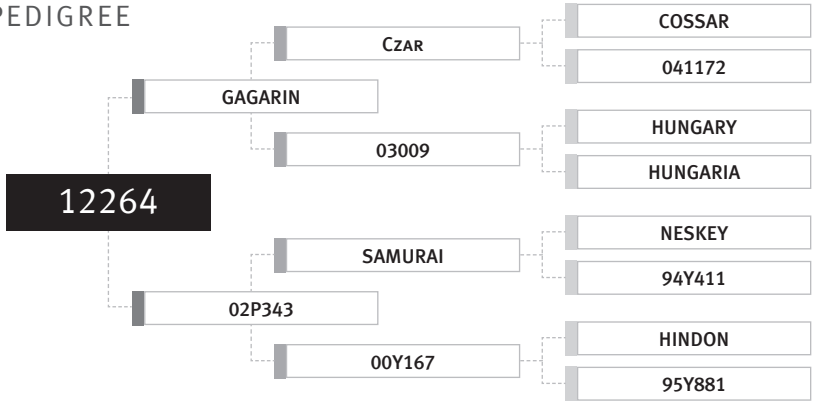 PEDIGREE
COSSAR
CZAR
041172
GAGARIN
HUNGARY
03009
HUNGARIA
12264
NESKEY
SAMURAI
94Y411
02P343
HINDON
00Y167
95Y881